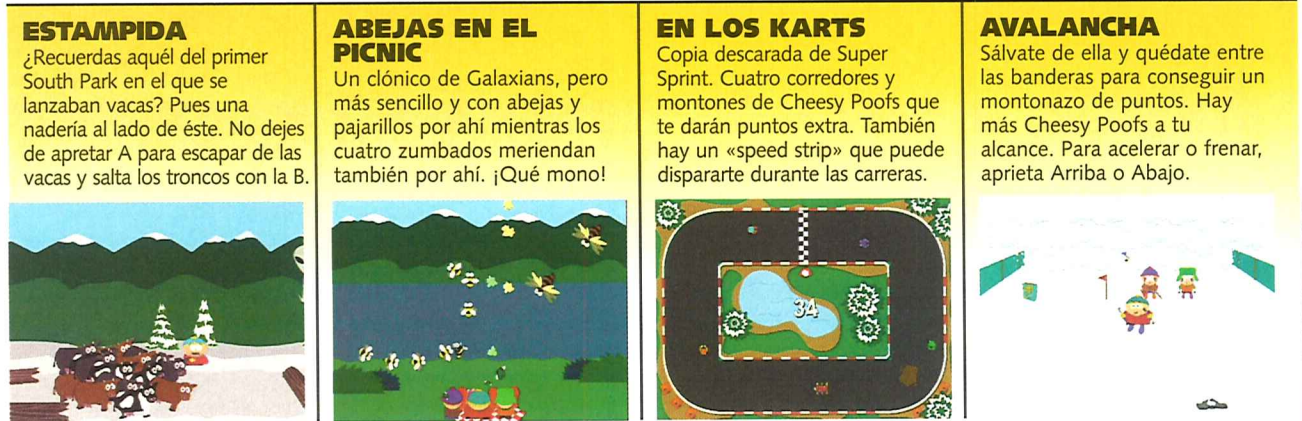 ESTAMPIDA
¿Recuerdas aquél del primer
South Park en el que se
lanzaban vacas? Pues una
nadería al lado de éste. No dejes
de apretar A para escapar de las
vacas y salta los troncos con la B.
ABEJAS EN EL
PICNIC
Un clónico de Galaxians, pero
más sencillo y con abejas y
pajarillos por ahí mientras los
cuatro zumbados meriendan
también por ahí. ¡Qué mono!
EN LOS KARTS
Copia descarada de Super
Sprint. Cuatro corredores y
montones de Cheesy Poofs que
te darán puntos extra. También
hay un «speed strip» que puede
dispararte durante las carreras.
34
AVALANCHA
Sálvate de ella y quédate entre
las banderas para conseguir un
montonazo de puntos. Hay
más Cheesy Poofs a tu
alcance. Para acelerar o frenar,
aprieta Arriba o Abajo.